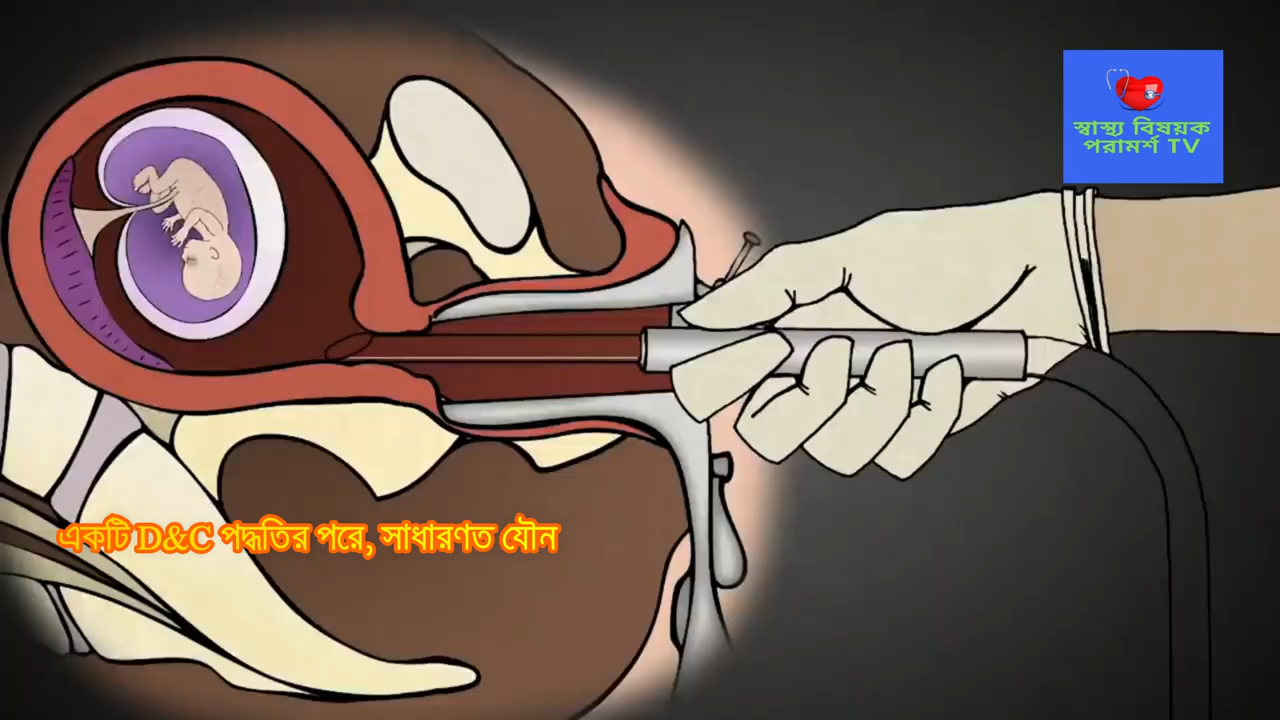 স্বাস্থ্য বিষয়ক
পরামর্শ TV
একটি D&C পদ্ধতির পরে, সাধারণত যৌন